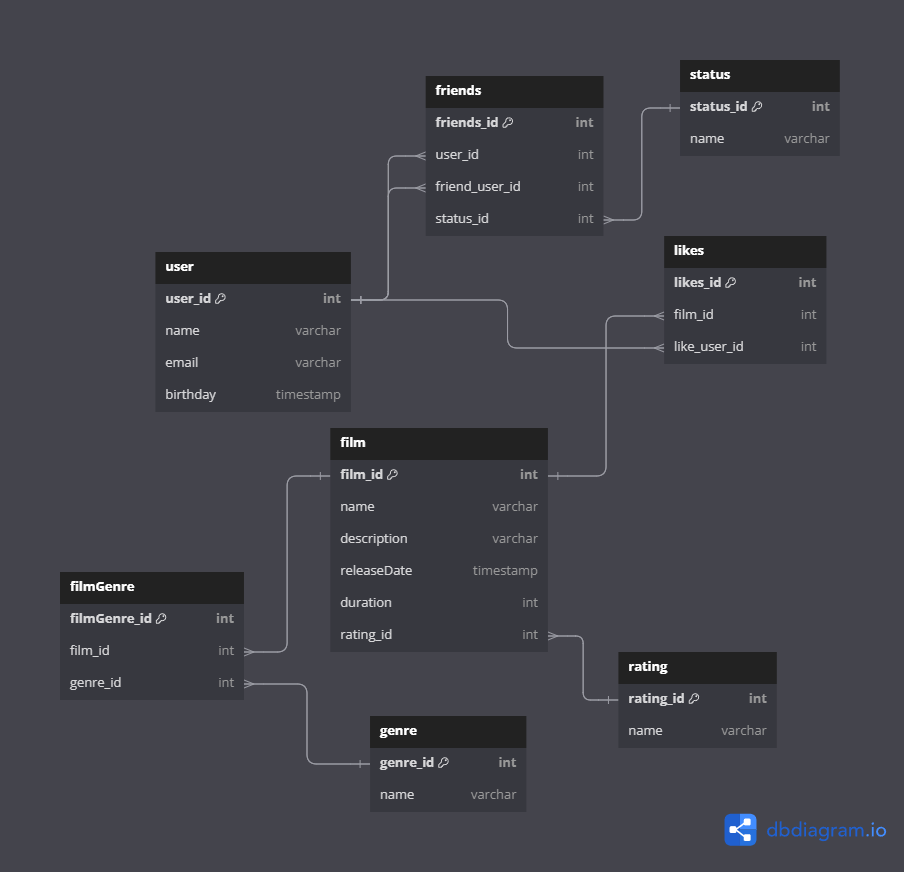 friends
friends_id int
user_id int
friend_user_id int
status_id int
status
status_id int
name varchar
user
user_id int
name varchar
email varchar
birthday timestamp
likes
likes_id int
film_id int
like_user_id int
film
film_id int
name varchar
description varchar
releaseDate timestamp
duration int
rating_id int
filmGenre
filmGenre_id int
film_id int
genre_id int
rating
rating_id int
name varchar
genre
genre_id int
name varchar
dbdiagram.io